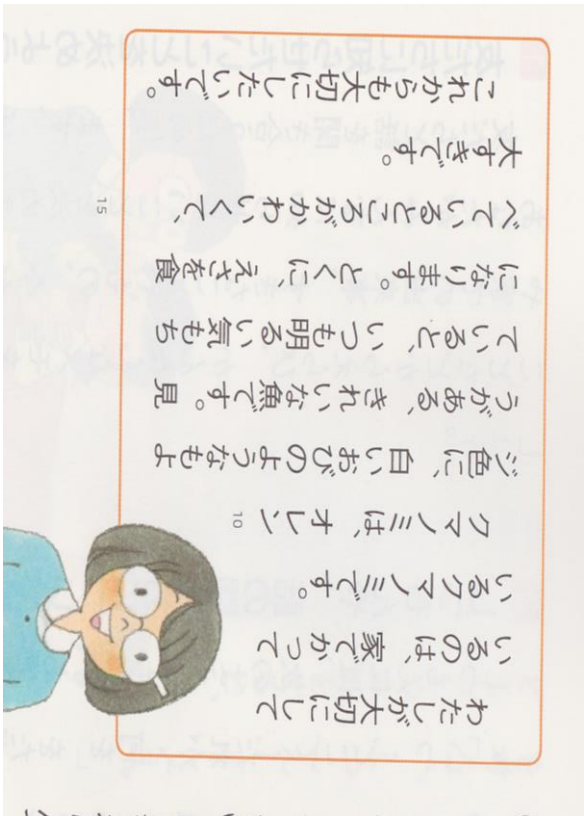 わたしが大切にして
いるのは、家でかって
いるクマノミです。
クマノミは、オレン
10
ジ色に、白いおびのようなもよ
うがある、きれいな魚です。見
ていると、いつも明るい気もち
になります。とくに、えさを食
べているところがかわいくて、
15
大すきです。
これからも大切にしたいです。